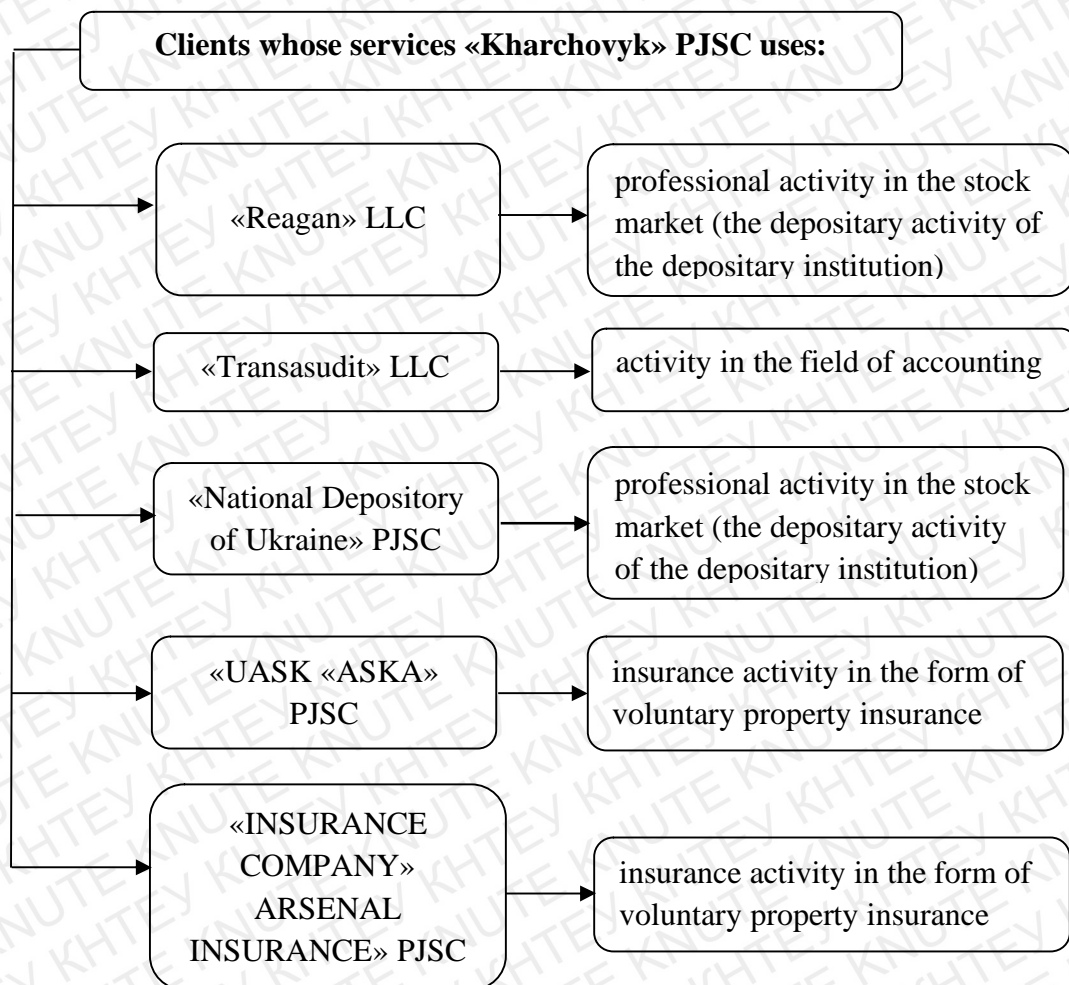 Clients whose services «Kharchovyk» PJSC uses:
«Reagan» LLC
professional activity in the stock
market (the depositary activity of
the depositary institution)
«Transasudit» LLC
activity in the field of accounting
«National Depository
of Ukraine» PJSC
professional activity in the stock
market (the depositary activity
of the depositary institution)
«UASK «ASKA»
PJSC
insurance activity in the form of
voluntary property insurance
«INSURANCE
COMPANY»
ARSENAL
INSURANCE» PJSC
insurance activity in the form of
voluntary property insurance
KNUTE КНТЕУ